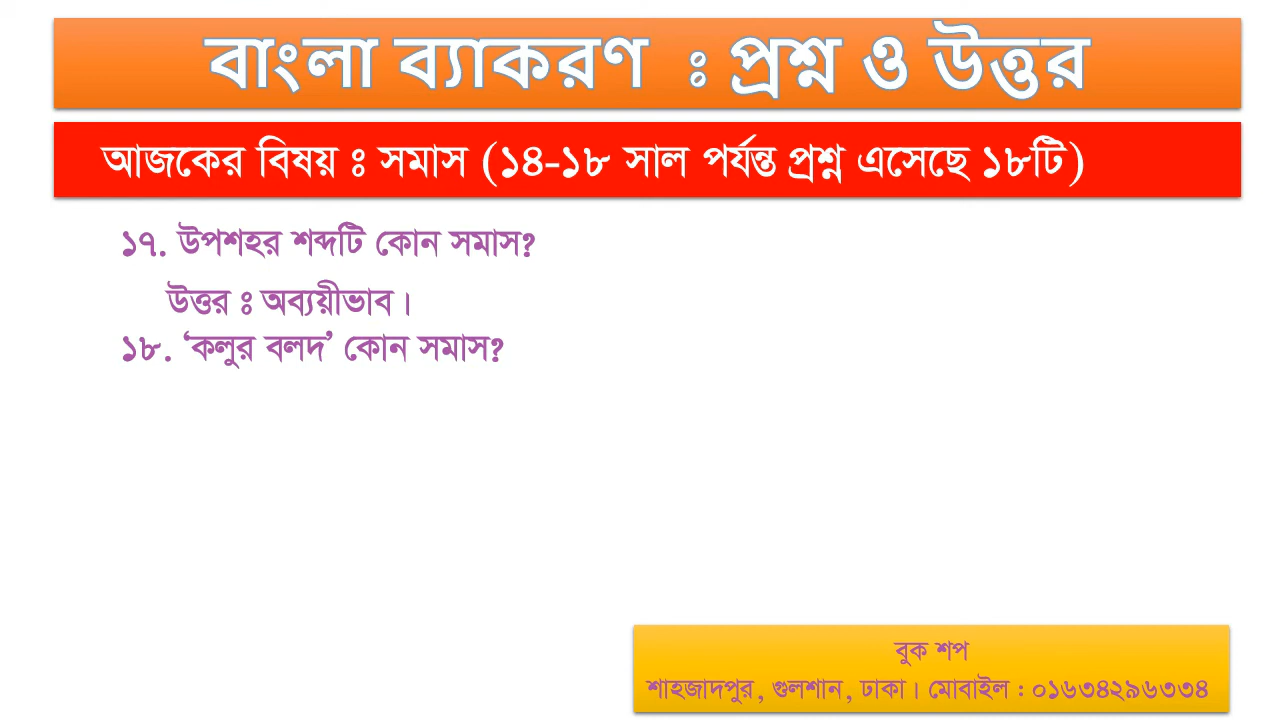 বাংলা ব্যাকরণ : প্রশ্ন ও উত্তর
আজকের বিষয় ঃ সমাস (১৪-১৮ সাল পর্যন্ত প্রশ্ন এসেছে ১৮টি)
১৭. উপশহর শব্দটি কোন সমাস?
উত্তর ঃ অব্যয়ীভাব।
১৮. ‘কলুর বলদ’ কোন সমাস?
বুক শপ
শাহজাদপুর, গুলশান, ঢাকা। মোবাইল : ০১৬৩৪২৯৬৩৩৪